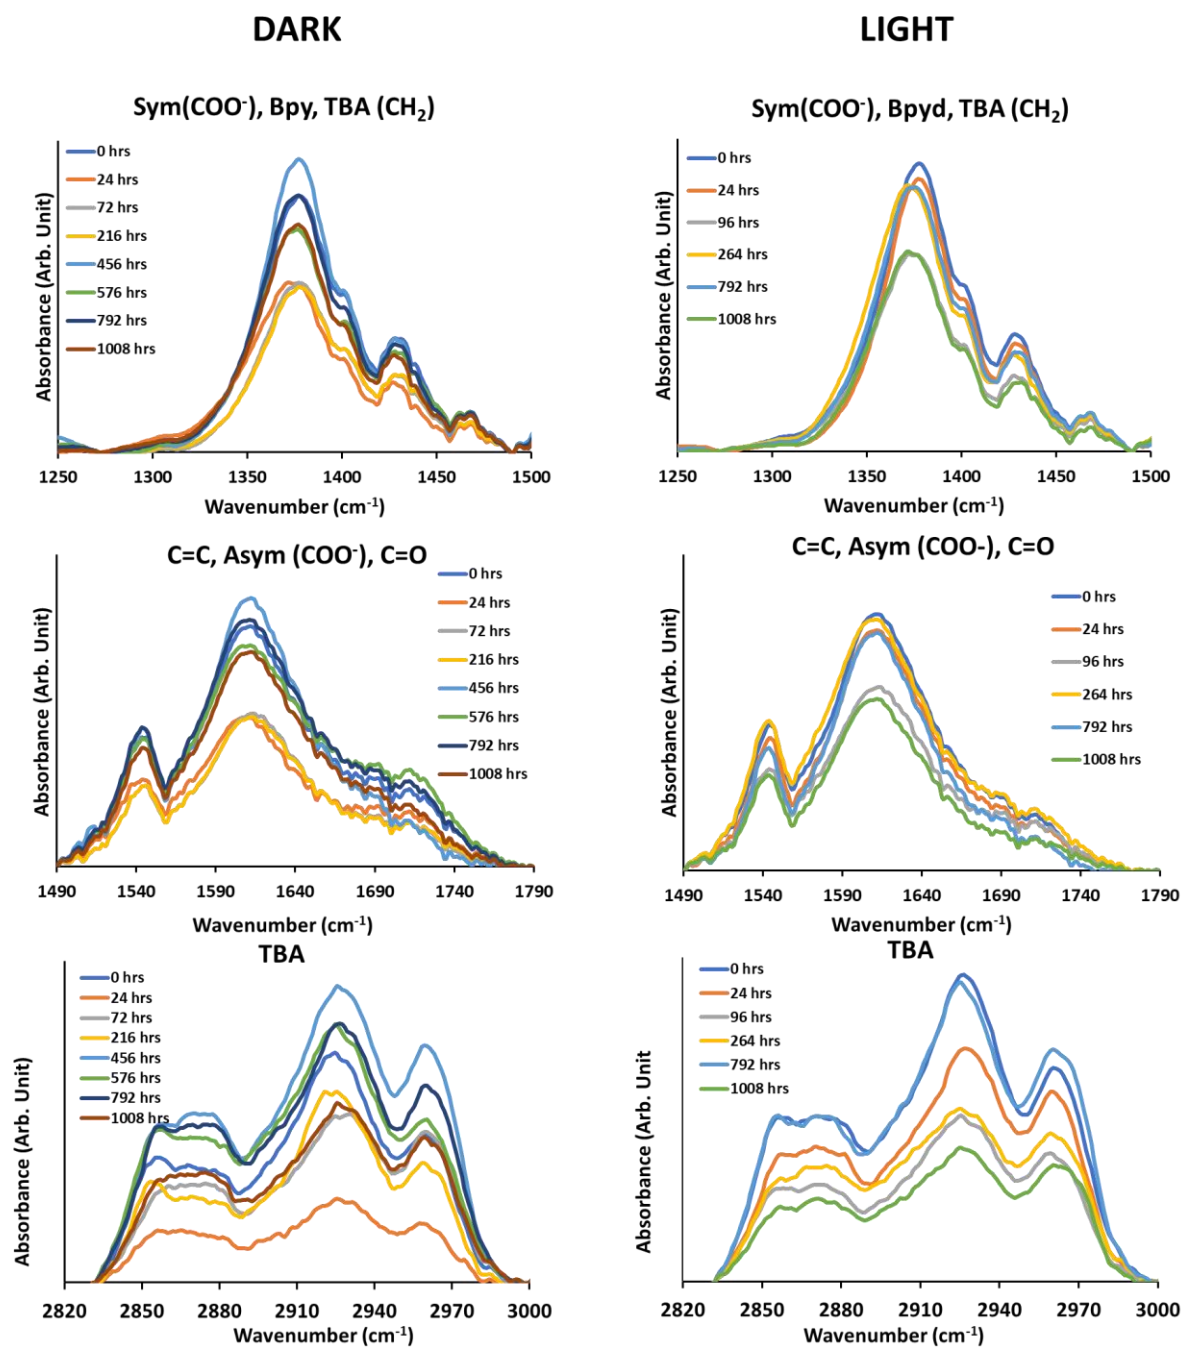 DARK
LIGHT
Sym(COO⁻), Bpy, TBA (CH₂)
Absorbance (Arb. Unit)
0 hrs
24 hrs
72 hrs
216 hrs
456 hrs
576 hrs
792 hrs
1008 hrs
1250 1300 1350 1400 1450 1500
Wavenumber (cm⁻¹)
Sym(COO⁻), Bpyd, TBA (CH₂)
Absorbance (Arb. Unit)
0 hrs
24 hrs
96 hrs
264 hrs
792 hrs
1008 hrs
1250 1300 1350 1400 1450 1500
Wavenumber (cm⁻¹)
C=C, Asym (COO⁻), C=O
Absorbance (Arb. Unit)
0 hrs
24 hrs
72 hrs
216 hrs
456 hrs
576 hrs
792 hrs
1008 hrs
1490 1540 1590 1640 1690 1740 1790
Wavenumber (cm⁻¹)
C=C, Asym (COO-), C=O
Absorbance (Arb. Unit)
0 hrs
24 hrs
96 hrs
264 hrs
792 hrs
1008 hrs
1490 1540 1590 1640 1690 1740 1790
Wavenumber (cm⁻¹)
TBA
Absorbance (Arb. Unit)
0 hrs
24 hrs
72 hrs
216 hrs
456 hrs
576 hrs
792 hrs
1008 hrs
2820 2850 2880 2910 2940 2970 3000
Wavenumber (cm⁻¹)
TBA
Absorbance (Arb. Unit
0 hrs
24 hrs
96 hrs
264 hrs
792 hrs
1008 hrs
2820 2850 2880 2910 2940 2970 3000
Wavenumber (cm⁻¹)